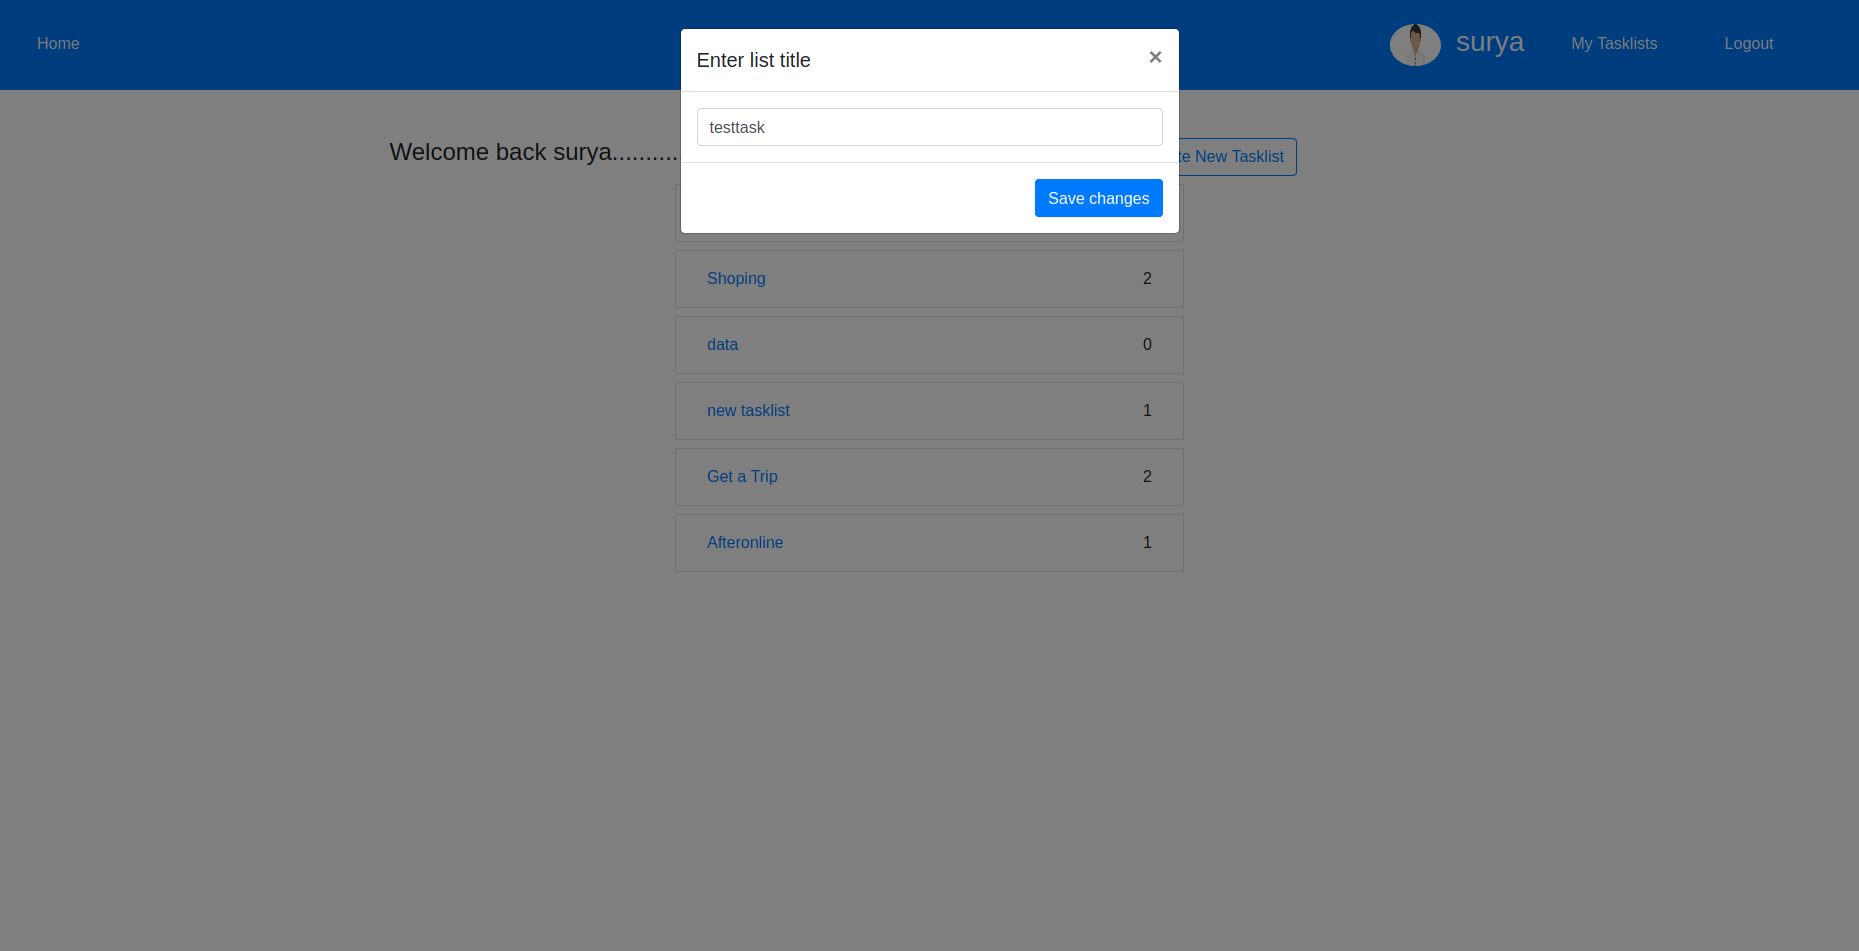 Home
surya
My Tasklists
Logout
Enter list title
×
testtask
Save changes
Welcome back surya..........
New Tasklist
Shoping 2
data 0
new tasklist 1
Get a Trip 2
Afteronline 1